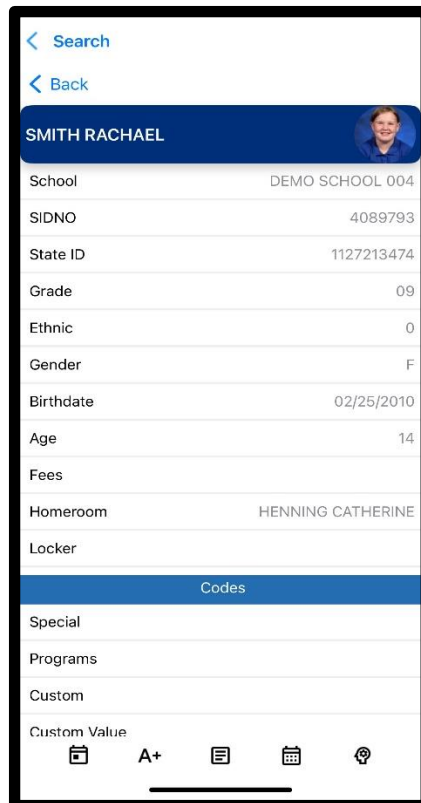 Search
Back
SMITH RACHAEL
School DEMO SCHOOL 004
SIDNO 4089793
State ID 1127213474
Grade 09
Ethnic 0
Gender F
Birthdate 02/25/2010
Age 14
Fees
Homeroom HENNING CATHERINE
Locker
Codes
Special
Programs
Custom
Custom Value
A+